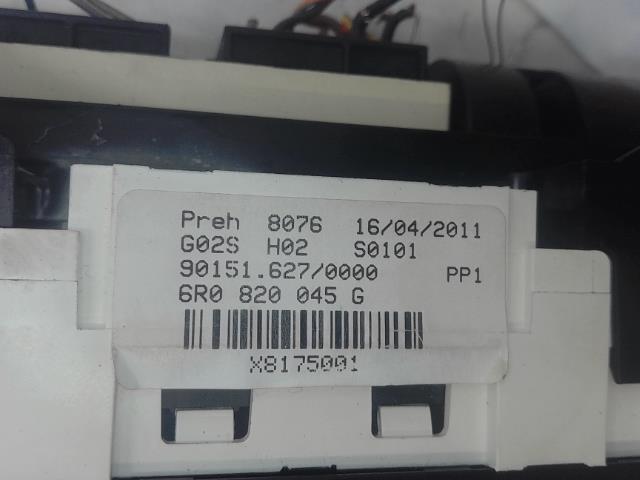 Preh 8076 16/04/2011
G02S H02 S0101
90151.627/0000 PP1
6R0 820 045 G
X8175001